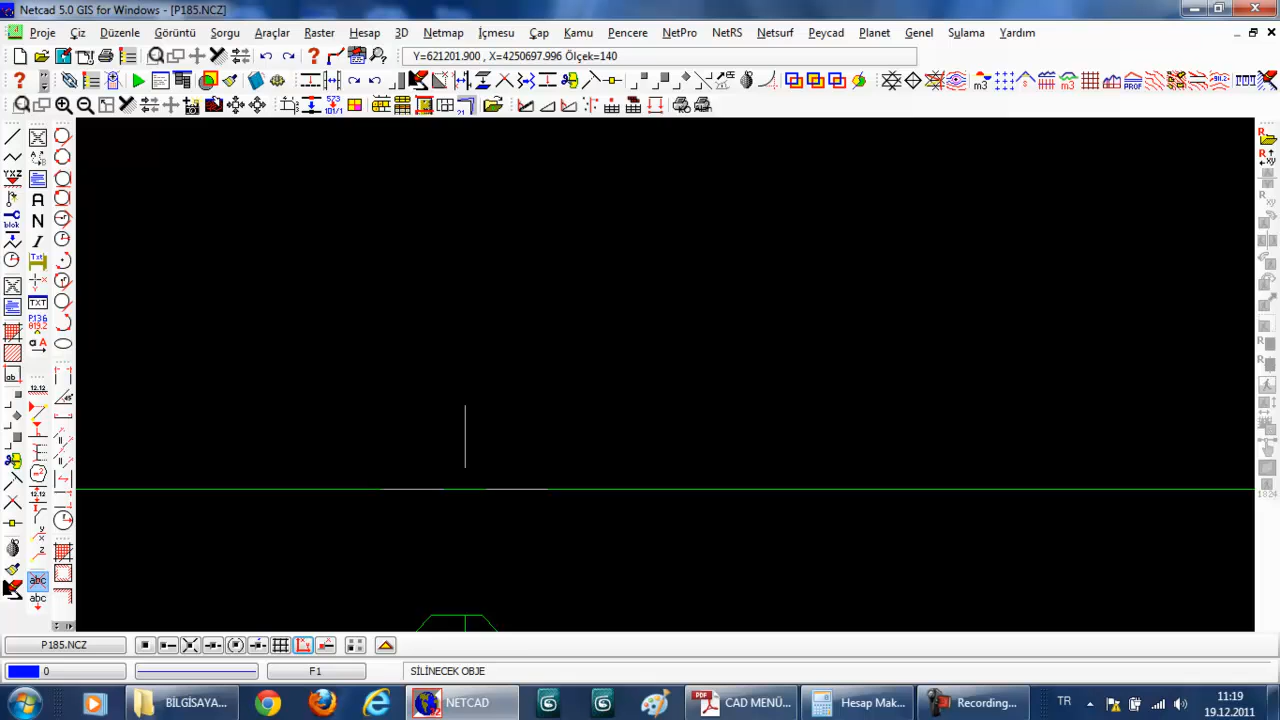 Netcad 5.0 GIS for Windows - [P185.NCZ]
Proje Çiz Düzenle Görüntü Sorgu Araçlar Raster Hesap 3D Netmap İçmesu Çap Kamu Pencere NetPro NetRS Netsurf Peycad Planet Genel Sulama Yardım
Y=621201.900 , X=4250697.996 Ölçek=140
P185.NCZ
0
F1
SİLİNECEK OBJE
BİLGİSAYA...
NETCAD
CAD MENÜ...
Hesap Mak...
Recording...
TR
11:19
19.12.2011